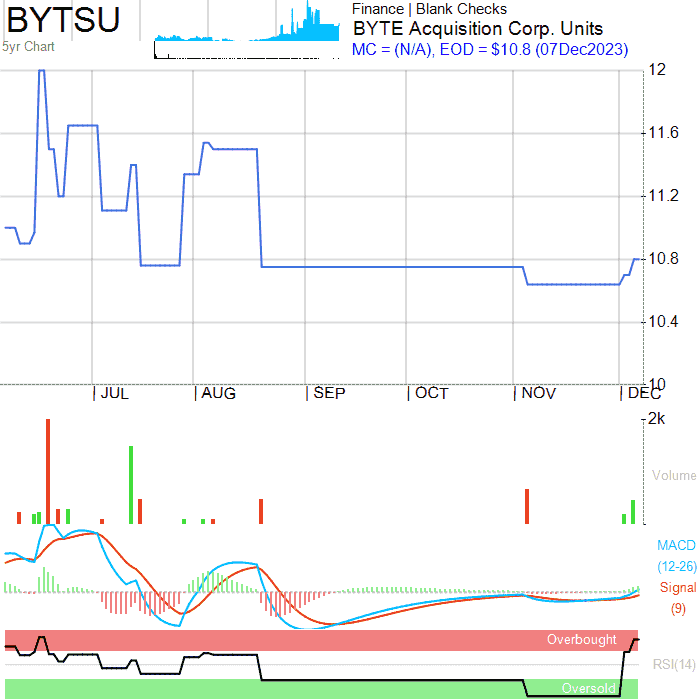 BYTSU
5yr Chart
Finance | Blank Checks
BYTE Acquisition Corp. Units
MC = (N/A), EOD = $10.8 (07Dec2023)
12
11.6
11.2
10.8
10.4
10
JUL
AUG
SEP
OCT
NOV
DEC
2k
Volume
MACD
(12-26)
Signal
(9)
Overbought
RSI(14)
Oversold